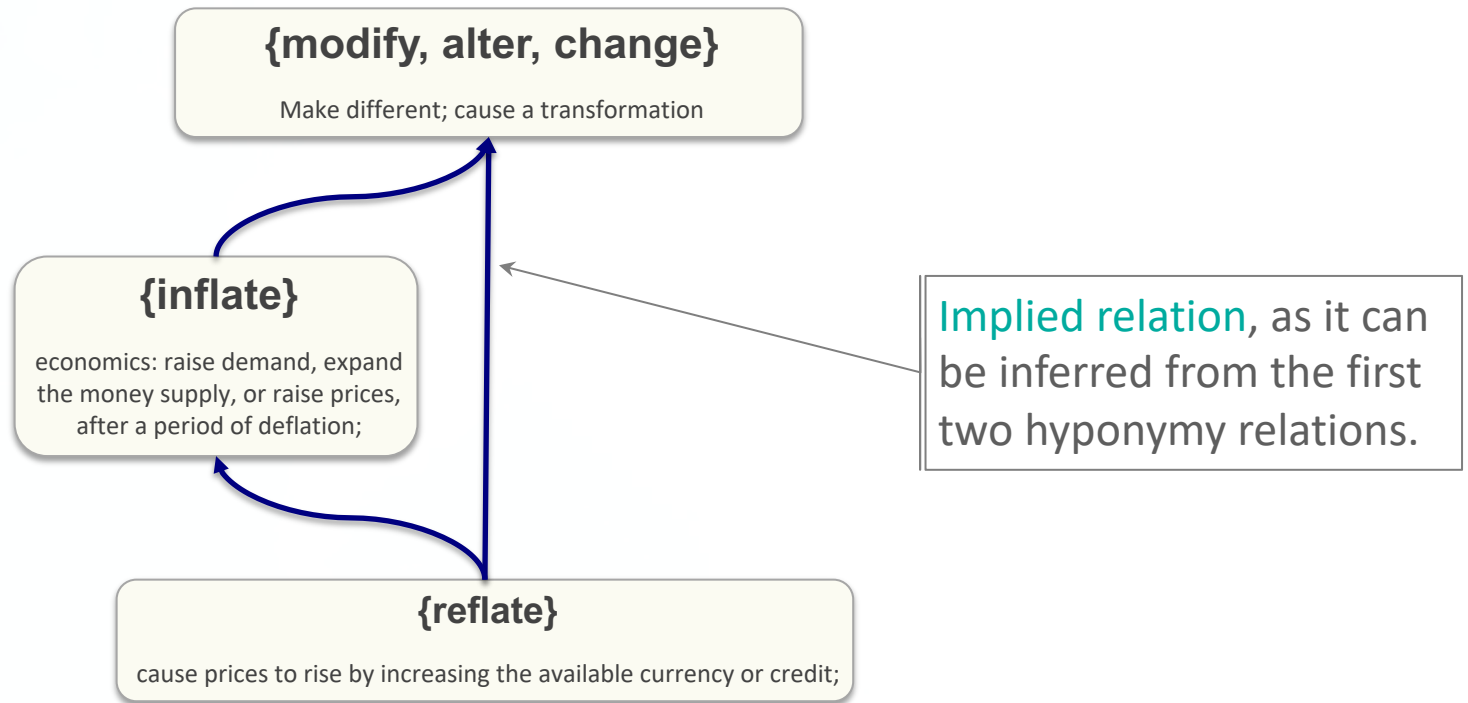 {modify, alter, change}
Make different; cause a transformation
{inflate}
economics: raise demand, expand
the money supply, or raise prices,
after a period of deflation;
Implied relation, as it can
be inferred from the first
two hyponymy relations.
{reflate}
cause prices to rise by increasing the available currency or credit;